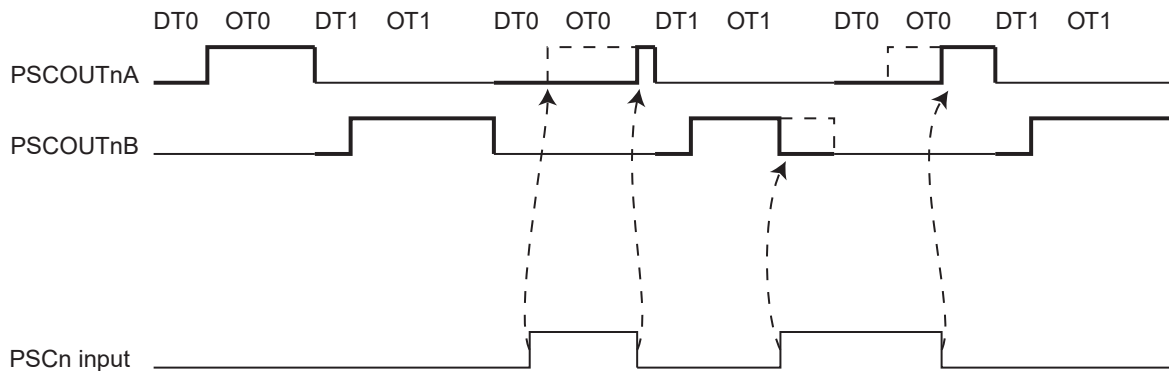 DT0 OT0 DT1 OT1 DT0 OT0 DT1 OT1 DT0 OT0 DT1 OT1
PSCOUTnA
PSCOUTnB
PSCn input